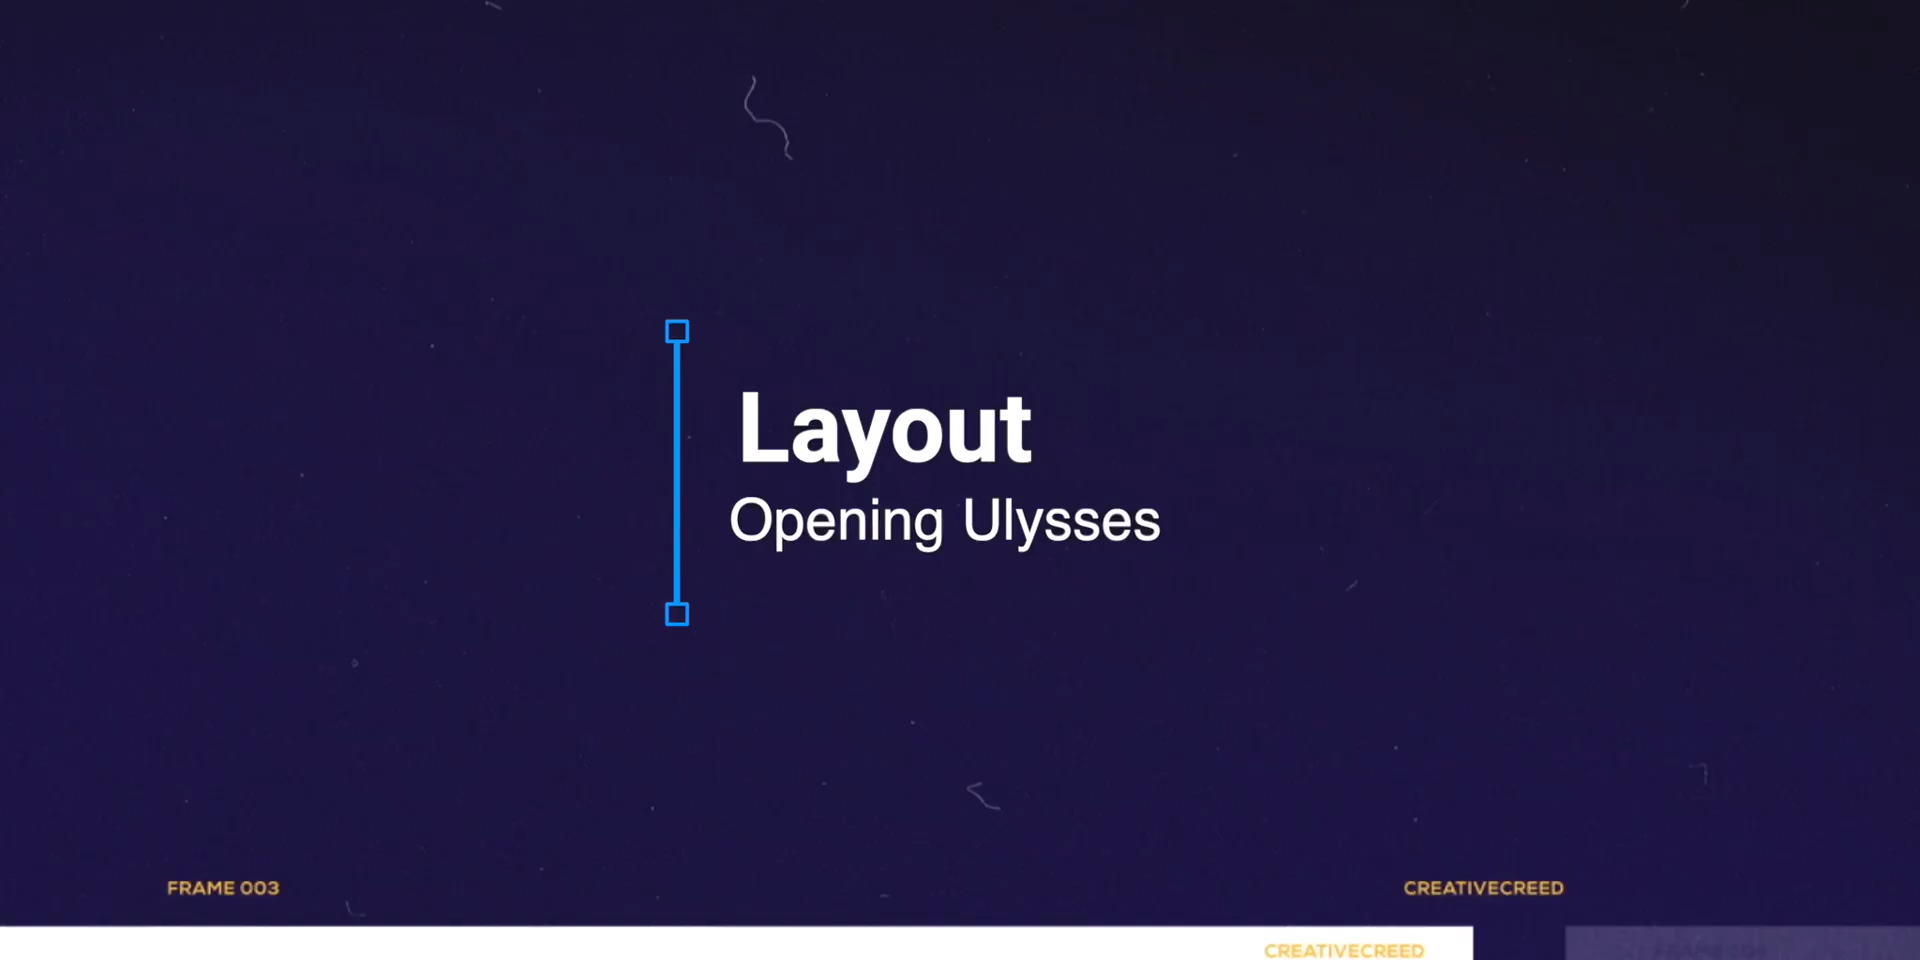 Layout
Opening Ulysses
FRAME 003
CREATIVECREED
CREATIVECREED